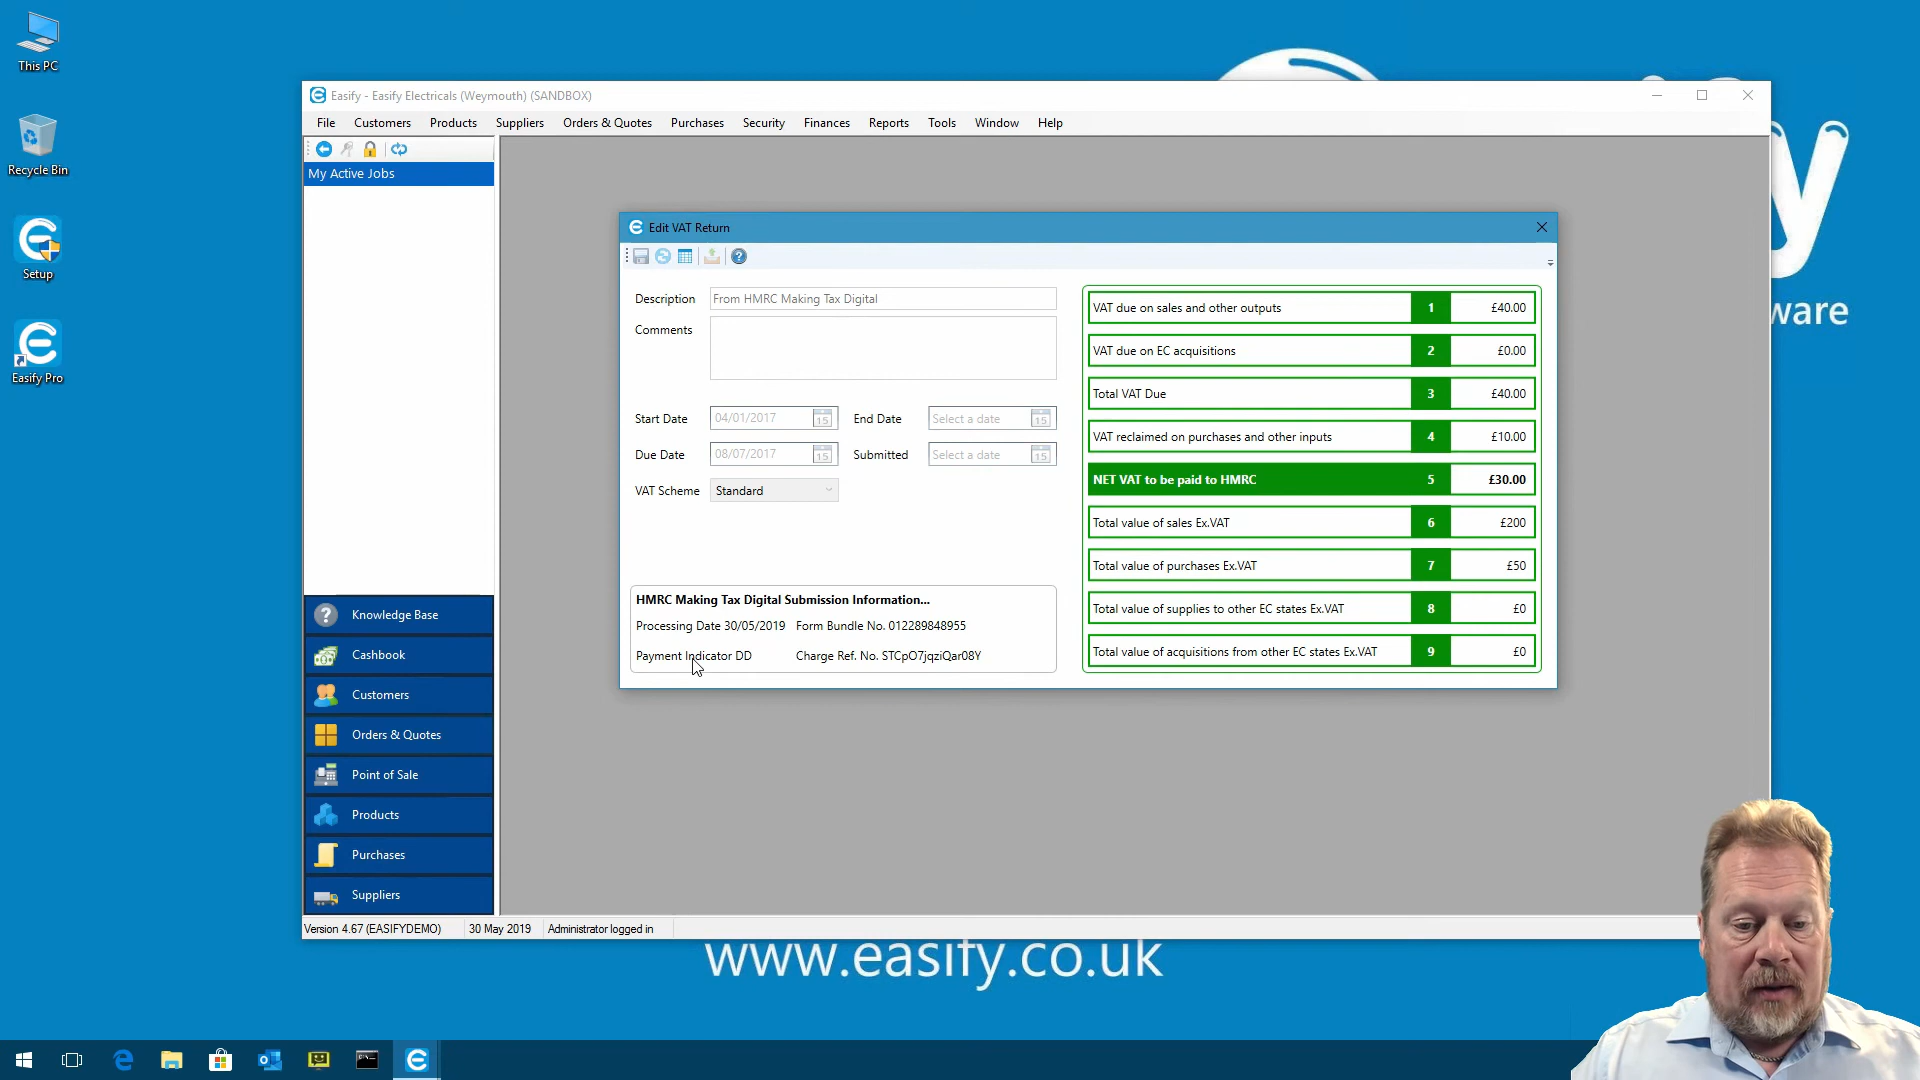 This PC
Recycle Bin
Setup
Easify Pro
Easify - Easify Electricals (Weymouth) (SANDBOX)
File Customers Products Suppliers Orders & Quotes Purchases Security Finances Reports Tools Window Help
My Active Jobs
Edit VAT Return
Description From HMRC Making Tax Digital
Comments
Start Date 04/01/2017 15 End Date Select a date 15
Due Date 08/07/2017 15 Submitted Select a date 15
VAT Scheme Standard
HMRC Making Tax Digital Submission Information...
Processing Date 30/05/2019 Form Bundle No. 012289848955
Payment Indicator DD Charge Ref. No. STCpO7jqziQar08Y
VAT due on sales and other outputs 1 £40.00
VAT due on EC acquisitions 2 £0.00
Total VAT Due 3 £40.00
VAT reclaimed on purchases and other inputs 4 £10.00
NET VAT to be paid to HMRC 5 £30.00
Total value of sales Ex.VAT 6 £200
Total value of purchases Ex.VAT 7 £50
Total value of supplies to other EC states Ex.VAT 8 £0
Total value of acquisitions from other EC states Ex.VAT 9 £0
Knowledge Base
Cashbook
Customers
Orders & Quotes
Point of Sale
Products
Purchases
Suppliers
Version 4.67 (EASIFYDEMO) 30 May 2019 Administrator logged in
y
ware
www.easify.co.uk